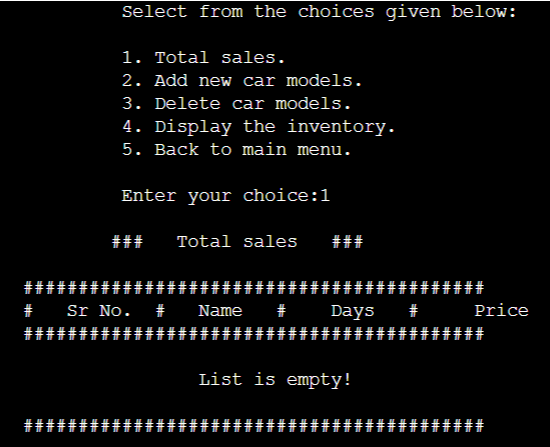 Select from the choices given below:
1. Total sales.
2. Add new car models.
3. Delete car models.
4. Display the inventory.
5. Back to main menu.
Enter your choice:1
### Total sales ###
##########################################
# Sr No. # Name # Days # Price
##########################################
List is empty!
##########################################